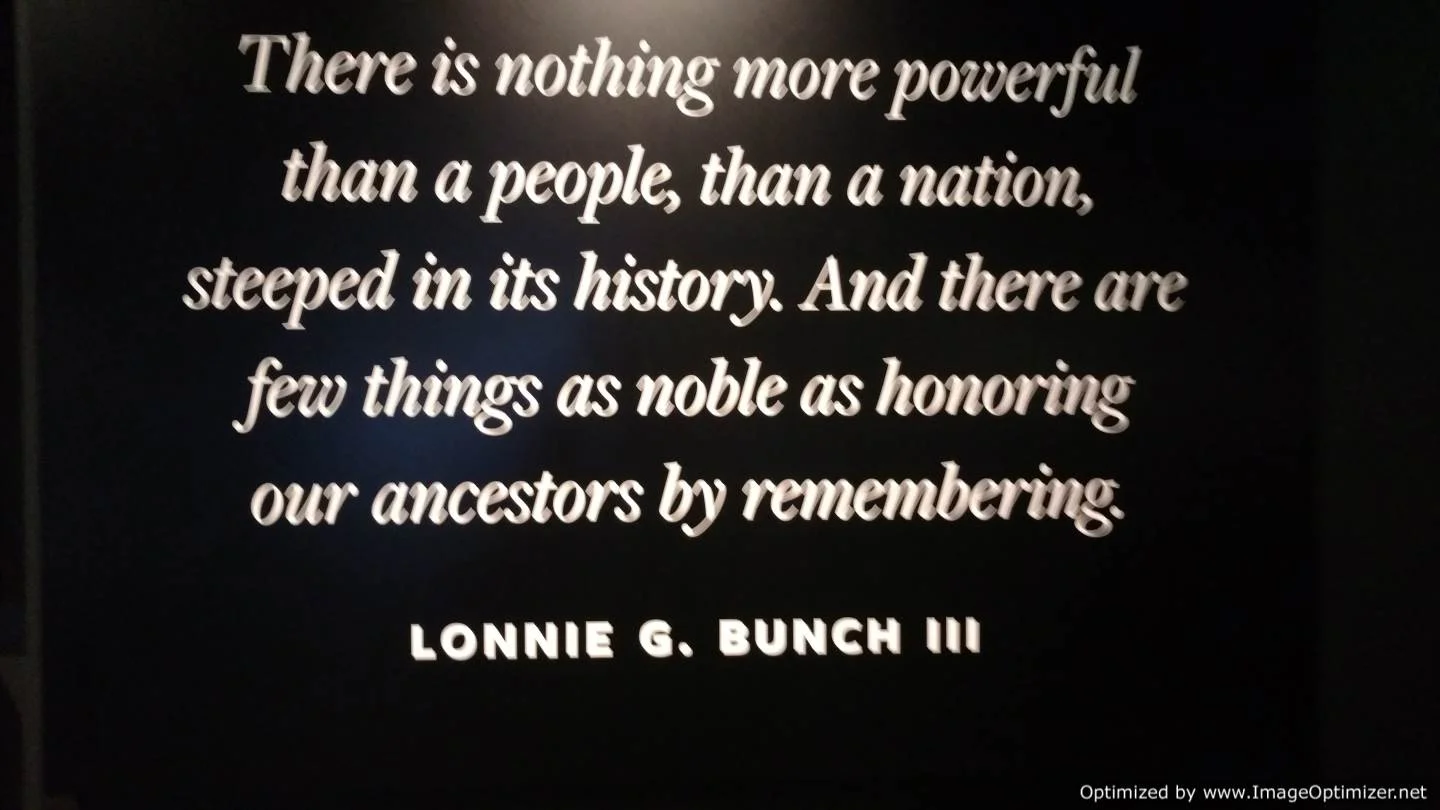 There is nothing more powerful
than a people, than a nation,
steeped in its history. And there are
few things as noble as honoring
our ancestors by remembering.
LONNIE G. BUNCH III
Optimized by www.ImageOptimizer.net